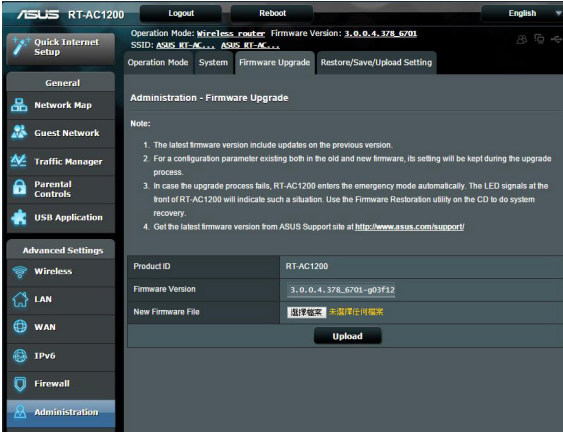 ASUS RT-AC1200 Logout Reboot English
Quick Internet Setup
Operation Mode: Wireless router Firmware Version: 3.0.0.4.378_6701
SSID: ASUS RT-AC... ASUS RT-AC...
Operation Mode System Firmware Upgrade Restore/Save/Upload Setting
General
Network Map
Guest Network
Traffic Manager
Parental Controls
USB Application
Advanced Settings
Wireless
LAN
WAN
IPv6
Firewall
Administration
Administration - Firmware Upgrade
Note:
1. The latest firmware version include updates on the previous version.
2. For a configuration parameter existing both in the old and new firmware, its setting will be kept during the upgrade
process.
3. In case the upgrade process fails, RT-AC1200 enters the emergency mode automatically. The LED signals at the
front of RT-AC1200 will indicate such a situation. Use the Firmware Restoration utility on the CD to do system
recovery.
4. Get the latest firmware version from ASUS Support site at http://www.asus.com/support/
Product ID RT-AC1200
Firmware Version 3.0.0.4.378_6701-g03f12
New Firmware File 選擇檔案 未選擇任何檔案
Upload